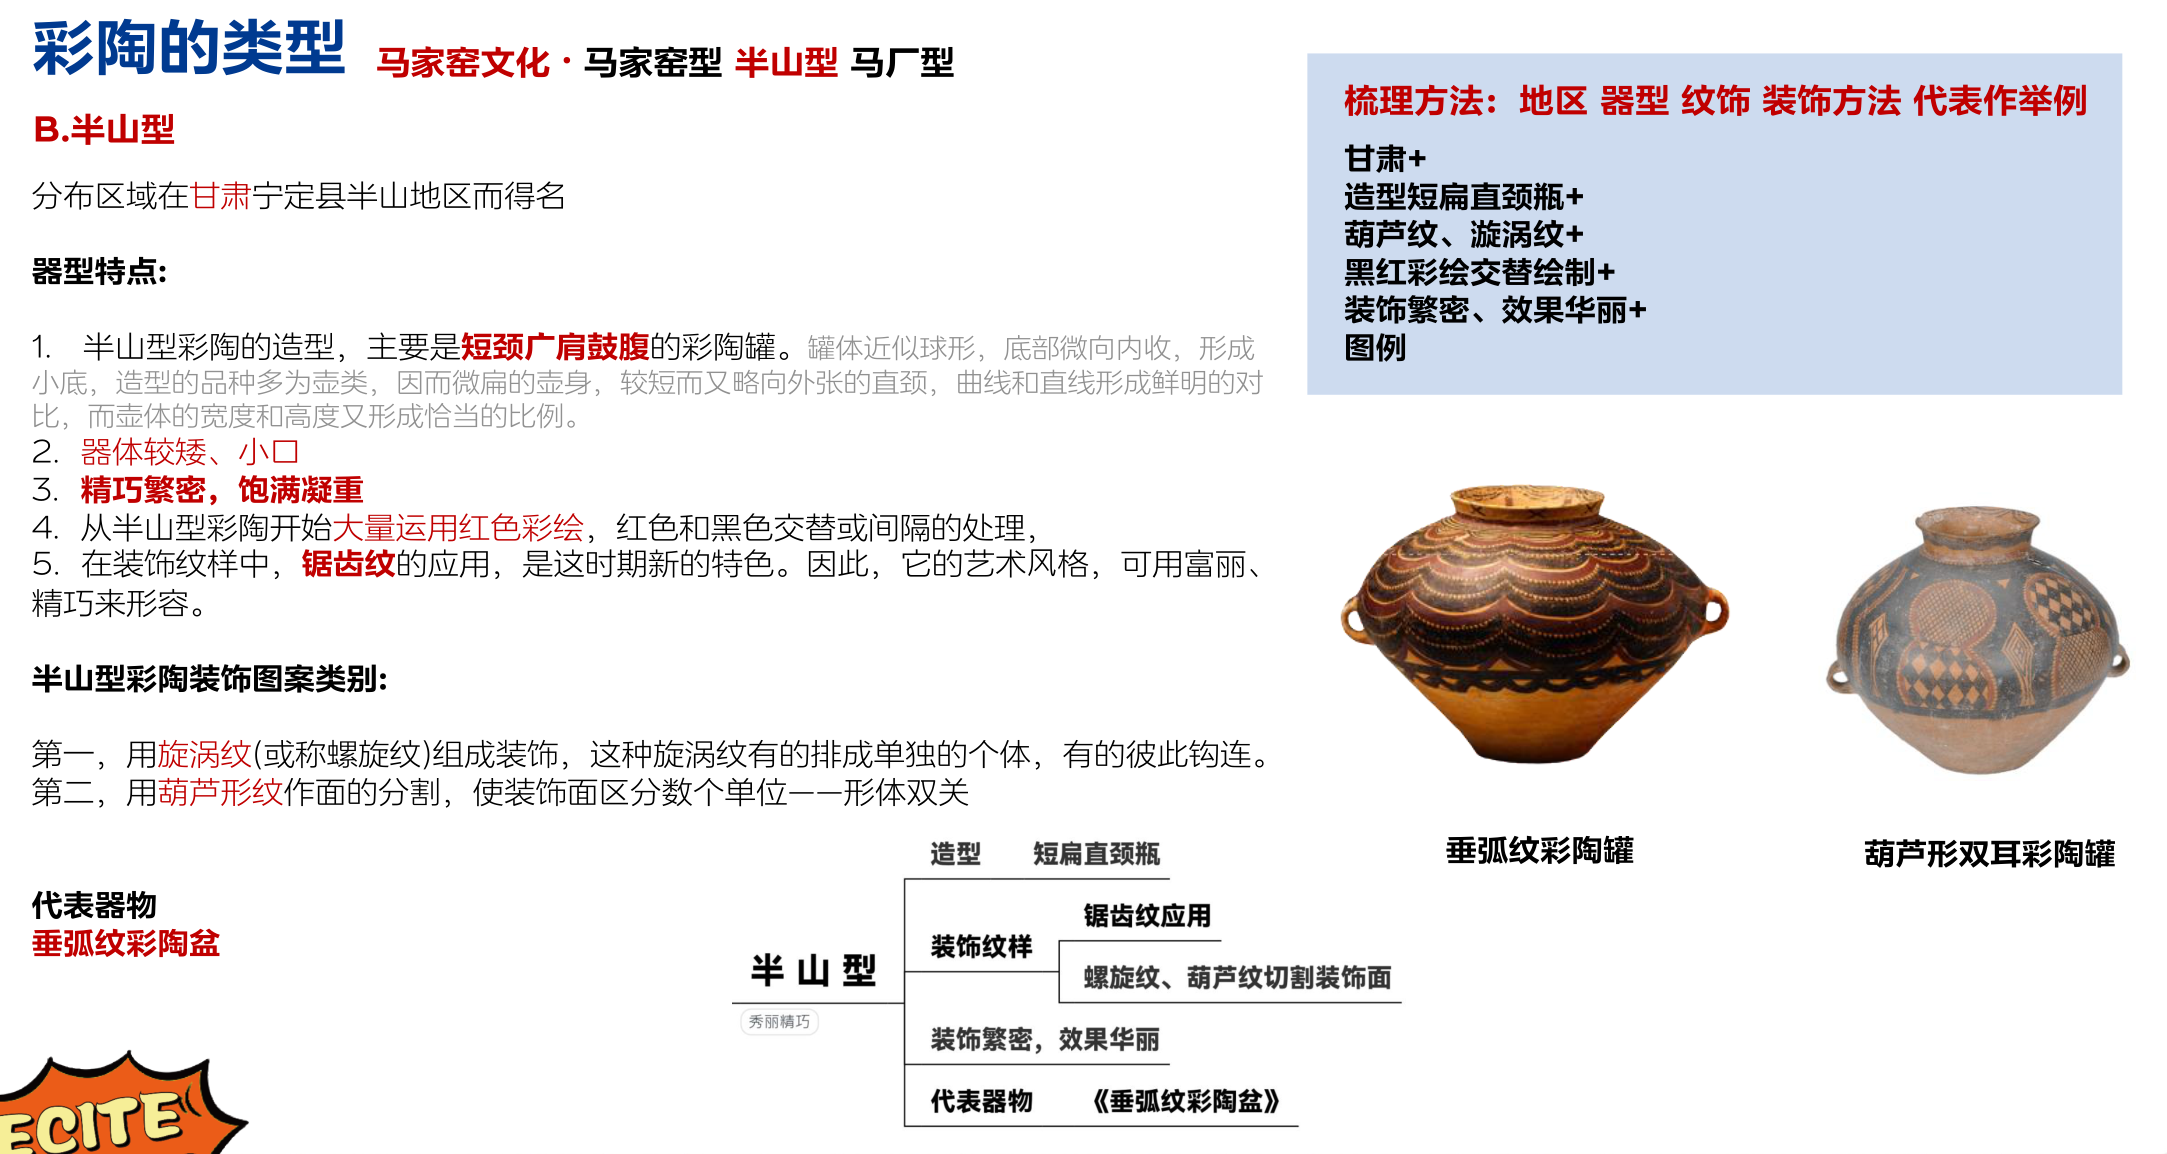 彩陶的类型 马家窑文化·马家窑型 半山型 马厂型
B.半山型
分布区域在甘肃宁定县半山地区而得名
器型特点:
1. 半山型彩陶的造型，主要是短颈广肩鼓腹的彩陶罐。罐体近似球形，底部微向内收，形成
小底，造型的品种多为壶类，因而微扁的壶身，较短而又略向外张的直颈，曲线和直线形成鲜明的对
比，而壶体的宽度和高度又形成恰当的比例。
2. 器体较矮、小口
3. 精巧繁密，饱满凝重
4. 从半山型彩陶开始大量运用红色彩绘，红色和黑色交替或间隔的处理，
5. 在装饰纹样中，锯齿纹的应用，是这时期新的特色。因此，它的艺术风格，可用富丽、
精巧来形容。
半山型彩陶装饰图案类别:
第一，用旋涡纹(或称螺旋纹)组成装饰，这种旋涡纹有的排成单独的个体，有的彼此钩连。
第二，用葫芦形纹作面的分割，使装饰面区分数个单位——形体双关
代表器物
垂弧纹彩陶盆
梳理方法：地区 器型 纹饰 装饰方法 代表作举例
甘肃+
造型短扁直颈瓶+
葫芦纹、漩涡纹+
黑红彩绘交替绘制+
装饰繁密、效果华丽+
图例
垂弧纹彩陶罐
葫芦形双耳彩陶罐
半山型
秀丽精巧
造型 短扁直颈瓶
装饰纹样
锯齿纹应用
螺旋纹、葫芦纹切割装饰面
装饰繁密，效果华丽
代表器物 《垂弧纹彩陶盆》
ECITE